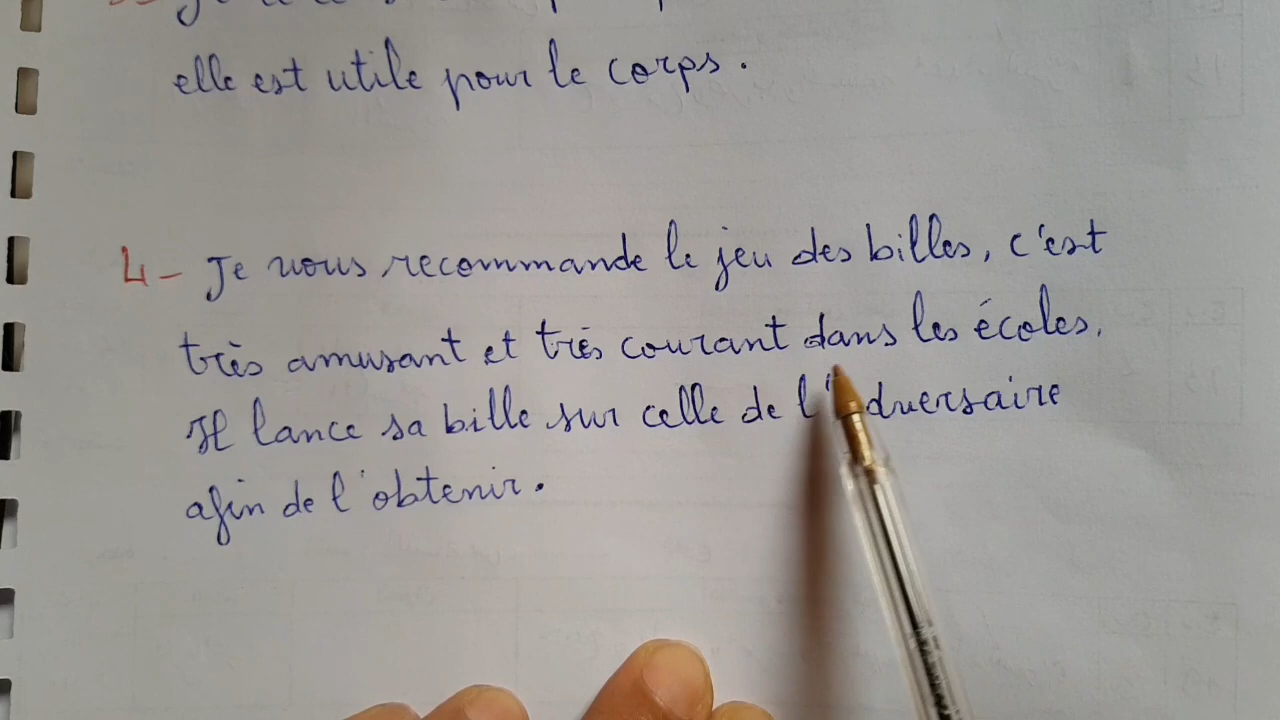 elle est utile pour le corps.
4- Je vous recommande le jeu des billes, c'est
très amusant et très courant dans les écoles.
Il lance sa bille sur celle de l'adversaire
afin de l'obtenir.